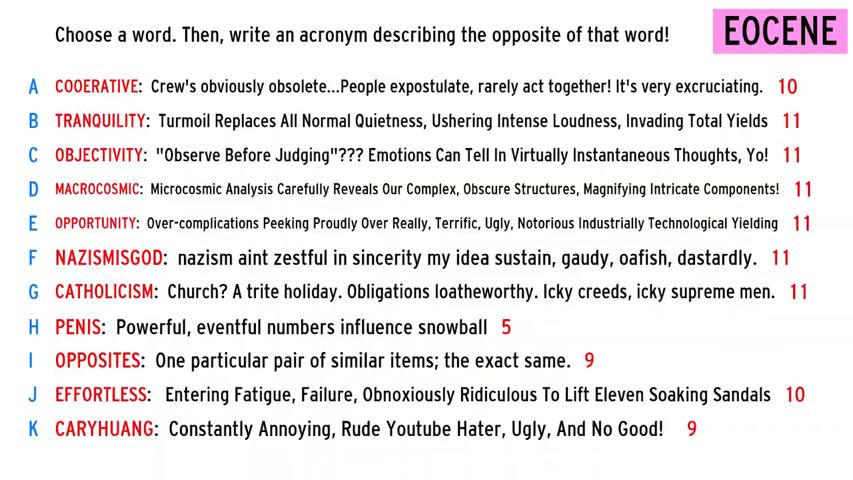 Choose a word. Then, write an acronym describing the opposite of that word!
EOCENE
A COOERATIVE: Crew's obviously obsolete...People expostulate, rarely act together! It's very excruciating. 10
B TRANQUILITY: Turmoil Replaces All Normal Quietness, Ushering Intense Loudness, Invading Total Yields 11
C OBJECTIVITY: "Observe Before Judging"??? Emotions Can Tell In Virtually Instantaneous Thoughts, Yo! 11
D MACROCOSMIC: Microcosmic Analysis Carefully Reveals Our Complex, Obscure Structures, Magnifying Intricate Components! 11
E OPPORTUNITY: Over-complications Peeking Proudly Over Really, Terrific, Ugly, Notorious Industrially Technological Yielding 11
F NAZISMISGOD: nazism aint zestful in sincerity my idea sustain, gaudy, oafish, dastardly. 11
G CATHOLICISM: Church? A trite holiday. Obligations loatheworthy. Icky creeds, icky supreme men. 11
H PENIS: Powerful, eventful numbers influence snowball 5
I OPPOSITES: One particular pair of similar items; the exact same. 9
J EFFORTLESS: Entering Fatigue, Failure, Obnoxiously Ridiculous To Lift Eleven Soaking Sandals 10
K CARYHUANG: Constantly Annoying, Rude Youtube Hater, Ugly, And No Good! 9